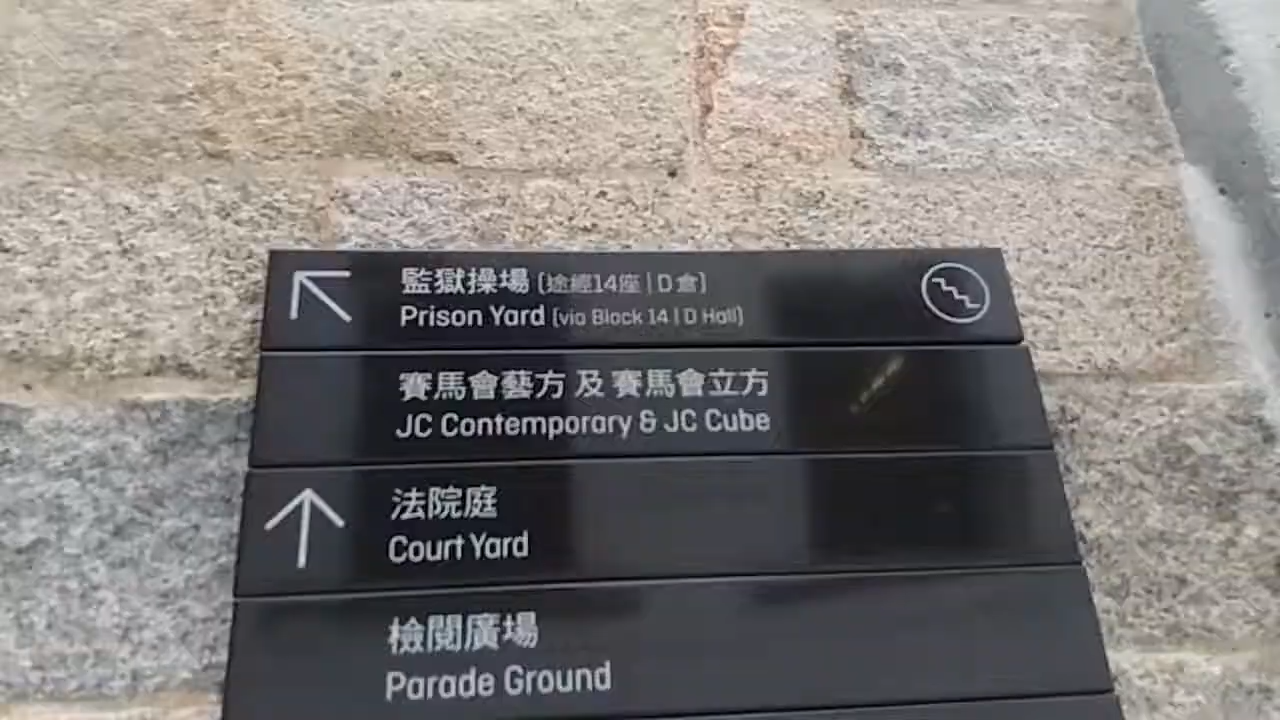 監獄操場 (途經14座 | D 倉)
Prison Yard (via Block 14 | D Hall)
賽馬會藝方 及 賽馬會立方
JC Contemporary & JC Cube
法院庭
Court Yard
檢閱廣場
Parade Ground